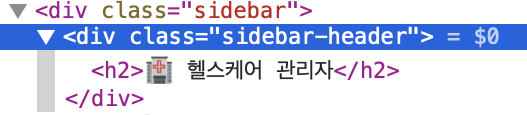 ▼ <div class="sidebar">
▼ <div class="sidebar-header"> = $0
<h2>🏥 헬스케어 관리자</h2>
</div>